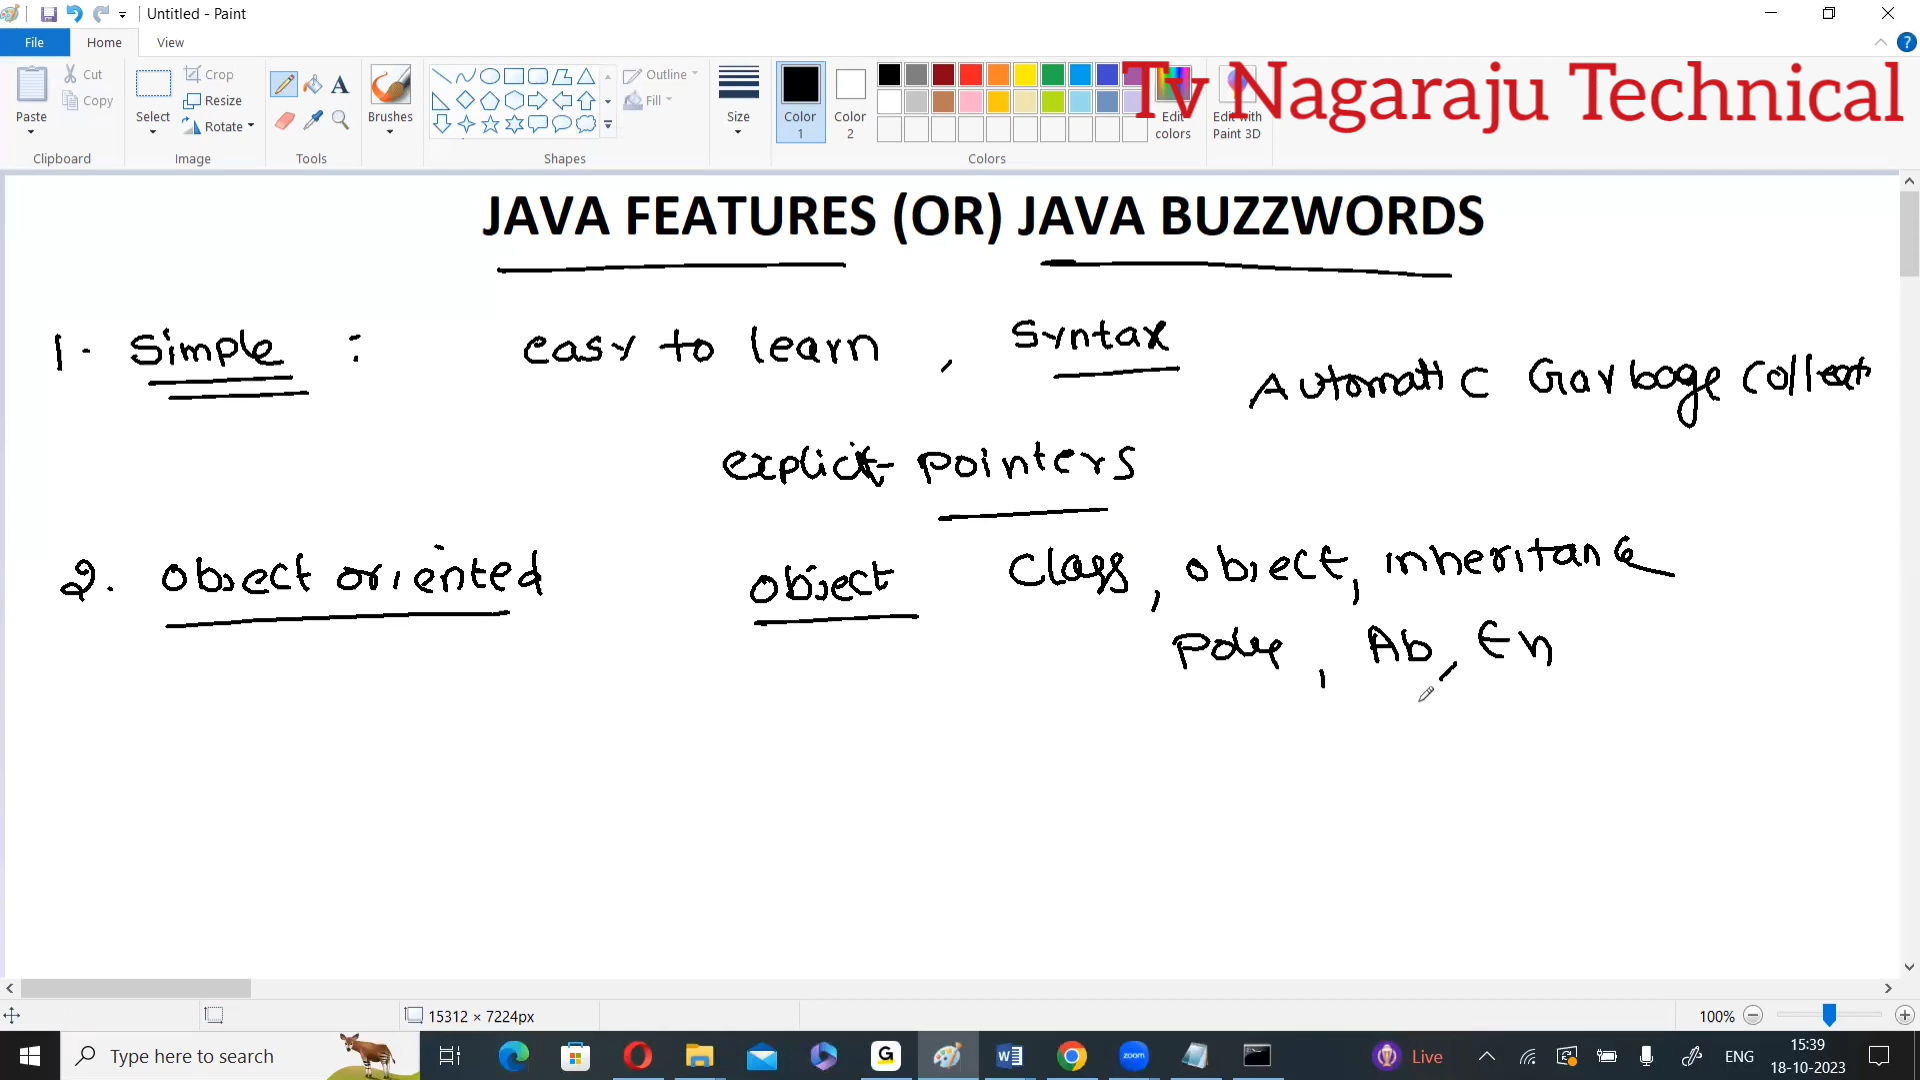 Untitled - Paint
File Home View
Cut
Copy
Paste
Clipboard
Crop
Resize
Rotate
Select
Image
Tools
Brushes
Outline
Fill
Shapes
Size
Color 1
Color 2
Edit colors
Edit with Paint 3D
Colors
Tv Nagaraju Technical
JAVA FEATURES (OR) JAVA BUZZWORDS
1. Simple : easy to learn , Syntax
Automatic Garbage Collect
explicit pointers
2. object oriented object Class, object, inheritance
poly, Ab, En
15312 × 7224px
100%
Type here to search
zoom
Live
ENG
15:39
18-10-2023